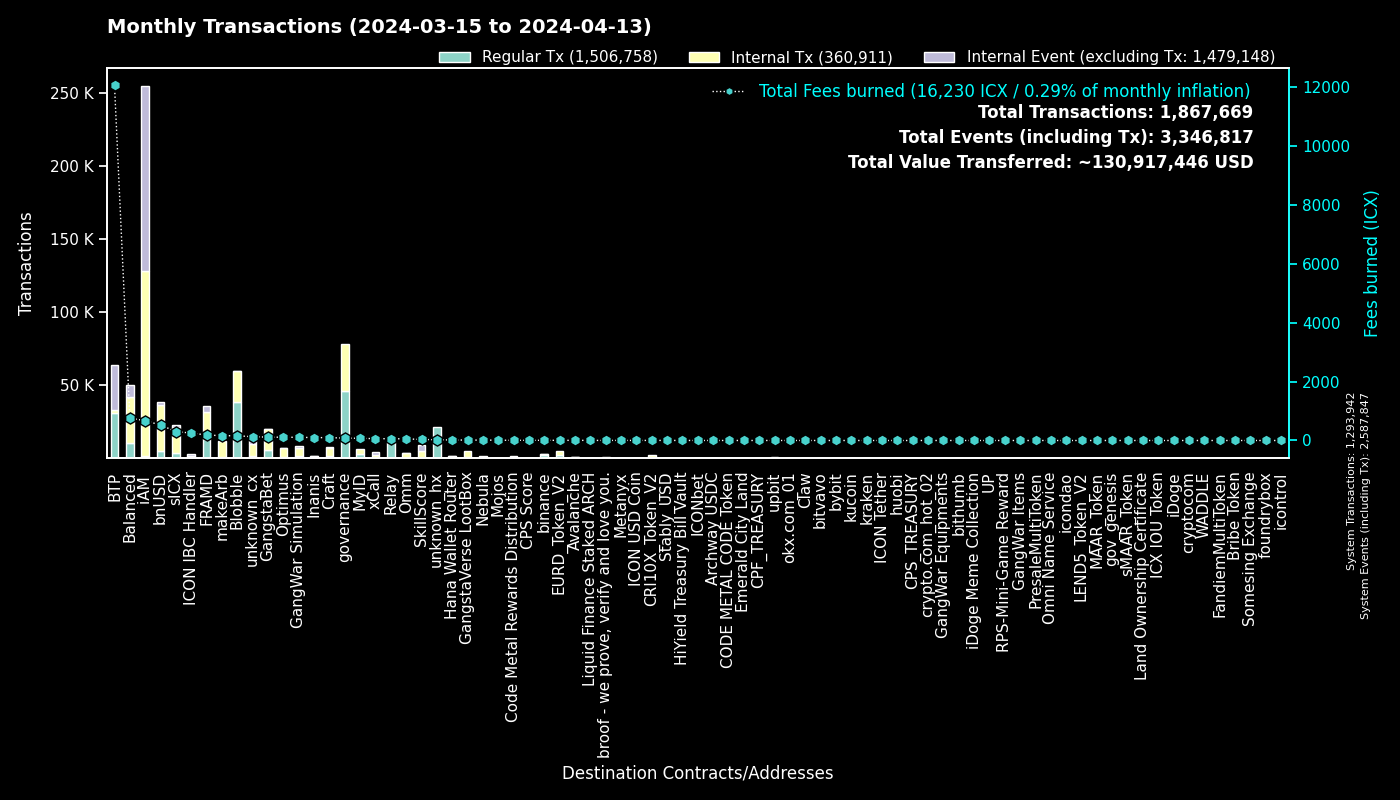 Monthly Transactions (2024-03-15 to 2024-04-13)
Regular Tx (1,506,758)
Internal Tx (360,911)
Internal Event (excluding Tx: 1,479,148)
Total Fees burned (16,230 ICX / 0.29% of monthly inflation)
Total Transactions: 1,867,669
Total Events (including Tx): 3,346,817
Total Value Transferred: ~130,917,446 USD
Transactions
250 K
200 K
150 K
100 K
50 K
12000
10000
8000
6000
4000
2000
0
Fees burned (ICX)
System Transactions: 1,293,942
System Events (including Tx): 2,587,847
BTP
Balanced
iAM
bnUSD
sICX
ICON IBC Handler
FRAMD
makeArb
Blobble
unknown_cx
GangstaBet
Optimus
GangWar Simulation
Inanis
Craft
governance
MyID
xCall
Relay
Omm
SkillScore
unknown_hx
Hana Wallet Router
GangstaVerse LootBox
Nebula
Mojos
Code Metal Rewards Distribution
CPS Score
binance
EURD_Token_V2
Avalanche
Liquid Finance Staked ARCH
broof - we prove, verify and love you.
Metanyx
ICON USD Coin
CRI10X_Token_V2
Stably_USD
HiYield Treasury Bill Vault
ICONbet
Archway USDC
CODE METAL CODE Token
Emerald City Land
CPF_TREASURY
upbit
okx.com_01
Claw
bitvavo
bybit
kucoin
kraken
ICON Tether
huobi
CPS_TREASURY
crypto.com_hot_02
GangWar Equipments
bithumb
iDoge Meme Collection
UP
RPS-Mini-Game Reward
GangWar Items
PresaleMultiToken
Omni Name Service
icondao
LEND5_Token_V2
MAAR_Token
gov_genesis
sMAAR_Token
Land Ownership Certificate
ICX IOU Token
iDoge
cryptocom
WADDLE
FandiemMultiToken
Bribe Token
Somesing Exchange
foundrybox
icontrol
Destination Contracts/Addresses